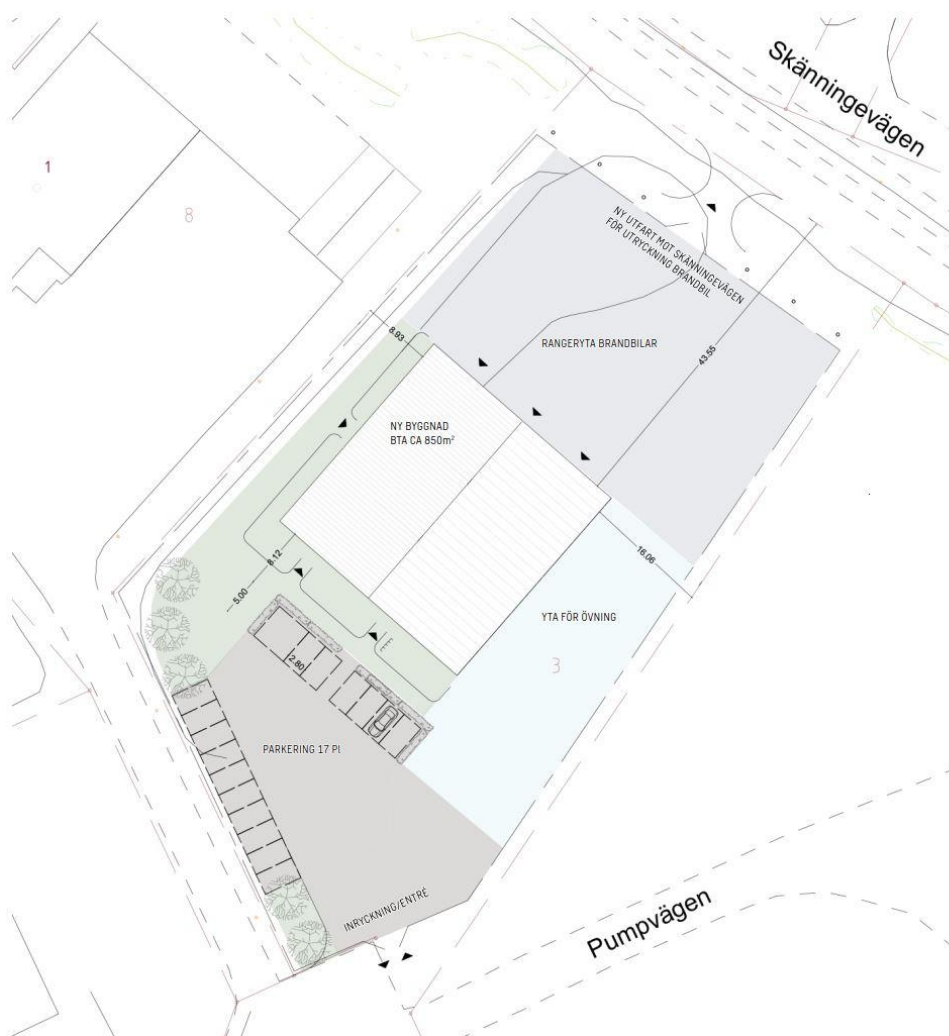 Skänningevägen
1
8
NY UTFART MOT SKÄNNINGEVÄGEN
FÖR UTRYCKNING BRANDBIL
8.93
RANGERYTA BRANDBILAR
43.55
NY BYGGNAD
BTA CA 850m²
8.12
16.06
5.00
YTA FÖR ÖVNING
3
2.80
PARKERING 17 Pl
INRYCKNING/ENTRÉ
Pumpvägen